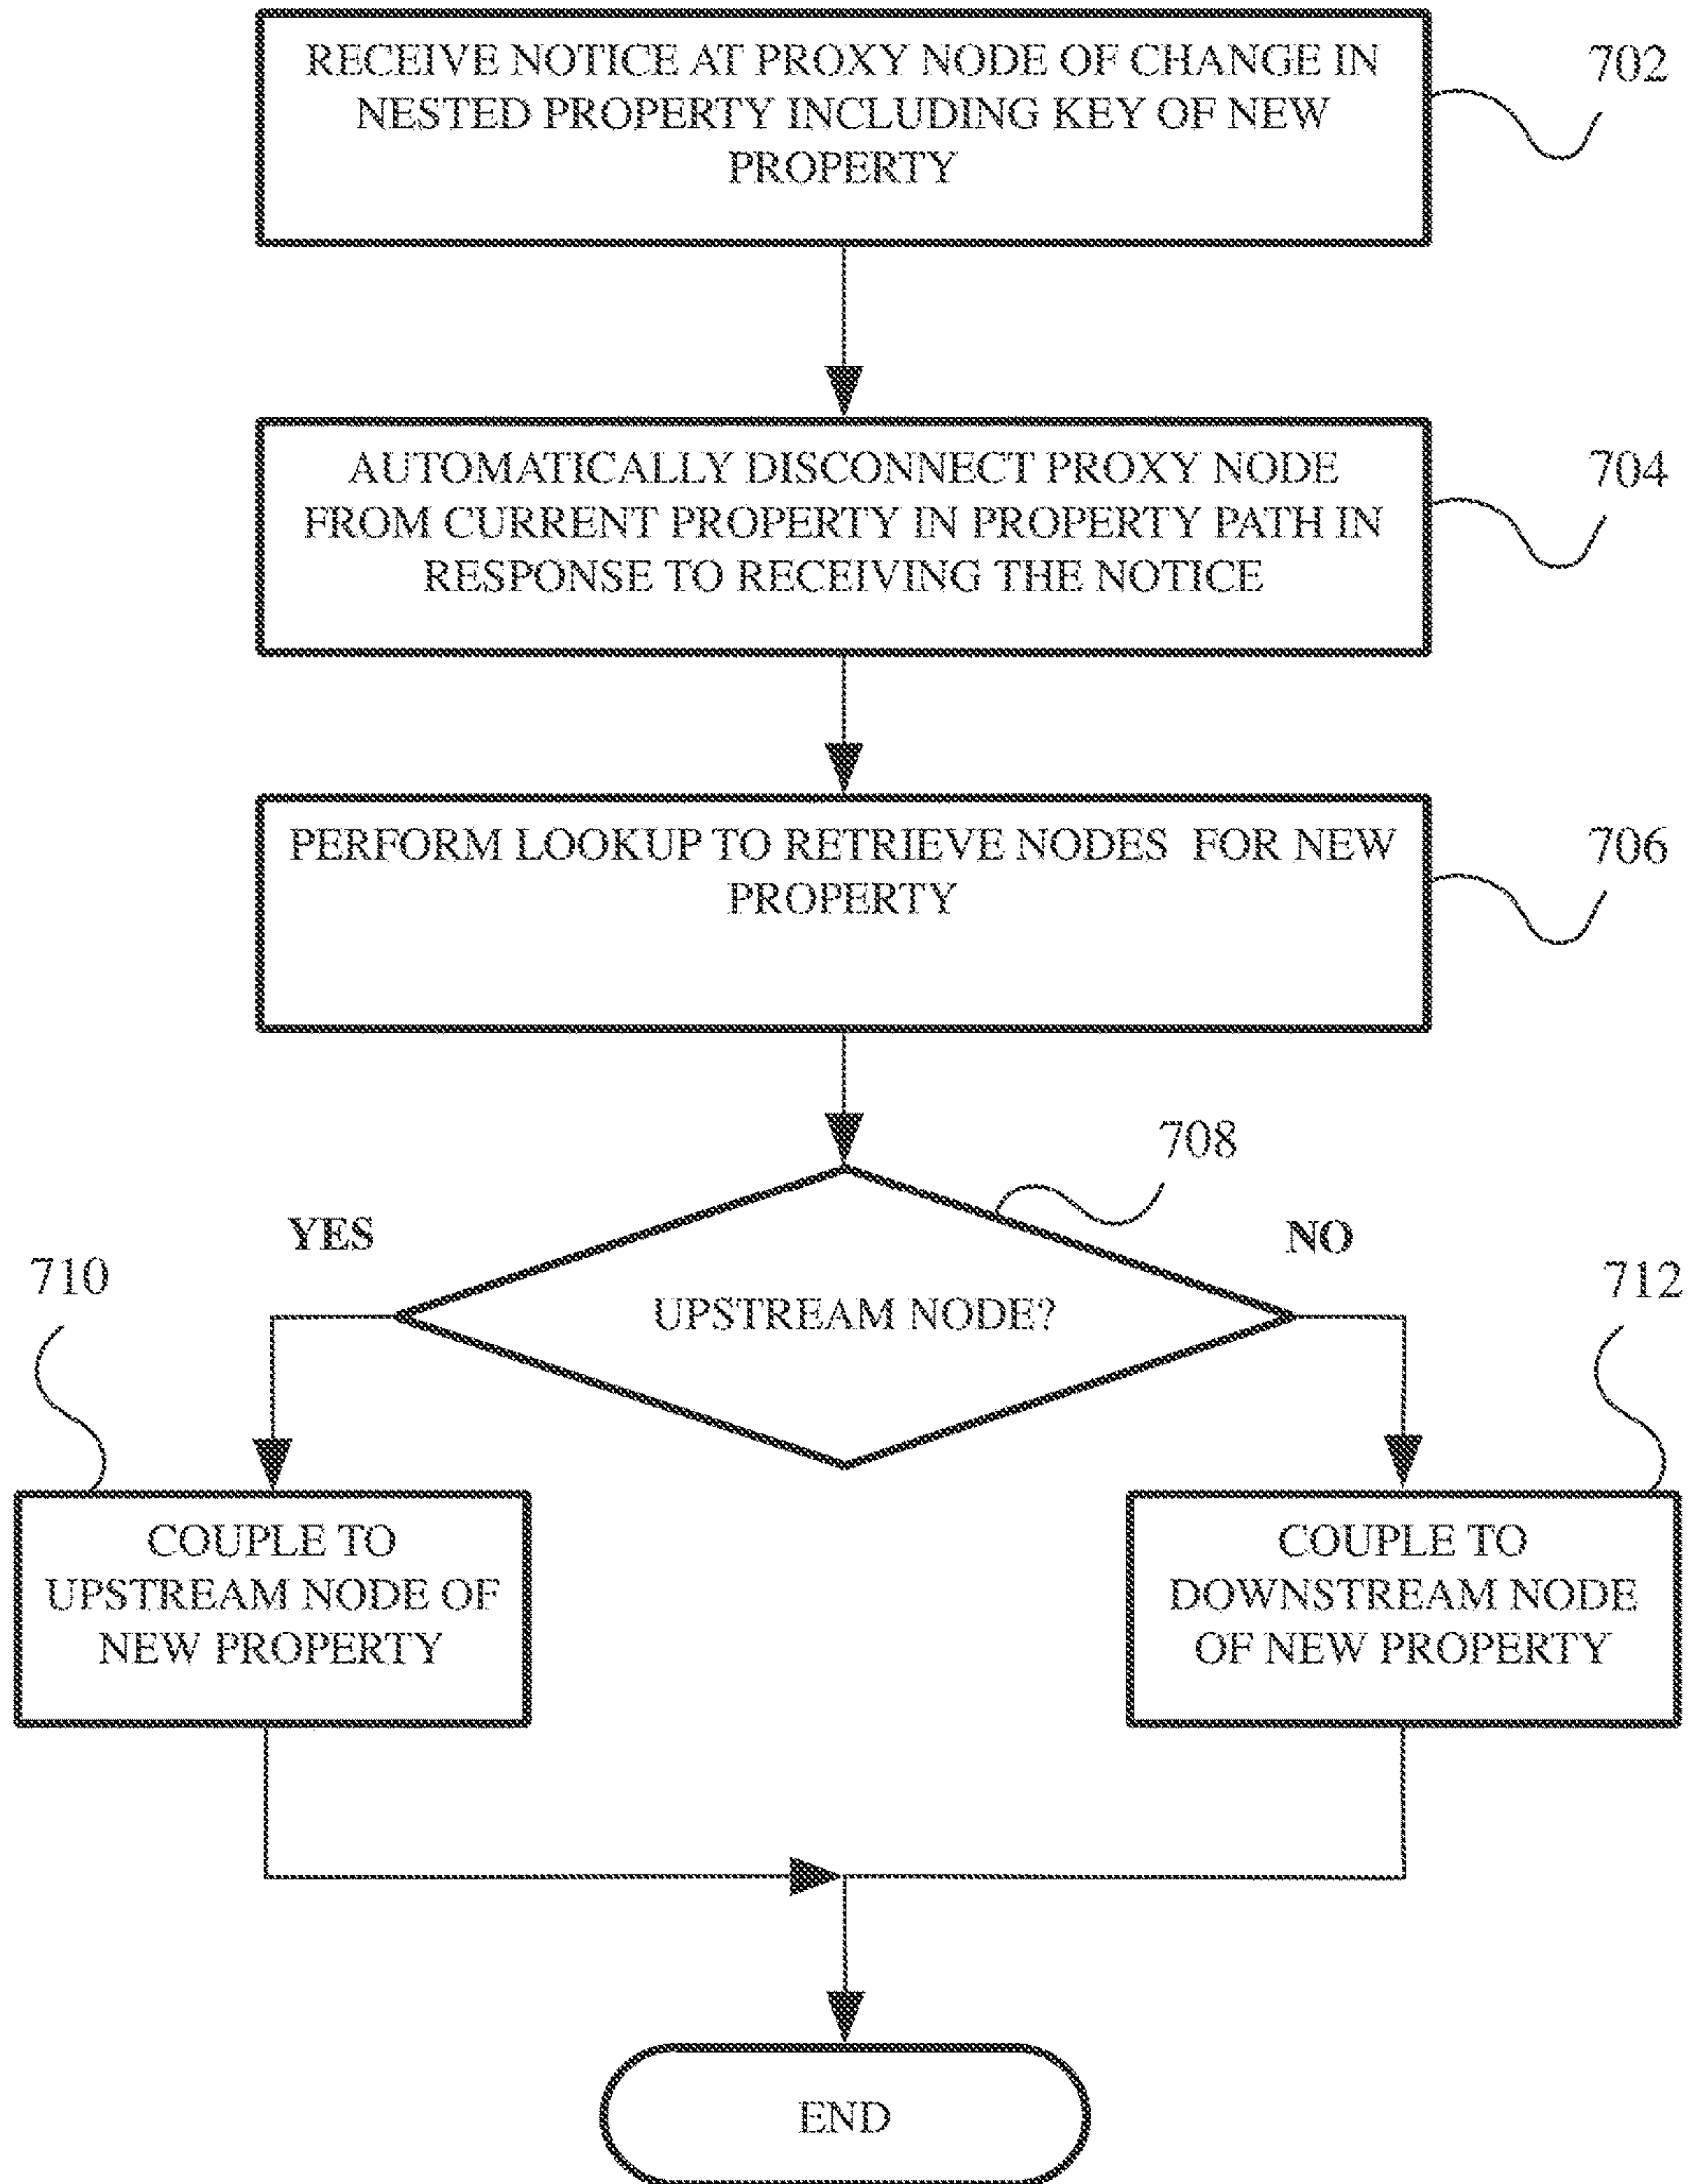 RECEIVE NOTICE AT PROXY NODE OF CHANGE IN
NESTED PROPERTY INCLUDING KEY OF NEW
PROPERTY
702
AUTOMATICALLY DISCONNECT PROXY NODE
FROM CURRENT PROPERTY IN PROPERTY PATH IN
RESPONSE TO RECEIVING THE NOTICE
704
PERFORM LOOKUP TO RETRIEVE NODES FOR NEW
PROPERTY
706
708
YES
NO
UPSTREAM NODE?
710
712
COUPLE TO
UPSTREAM NODE OF
NEW PROPERTY
COUPLE TO
DOWNSTREAM NODE
OF NEW PROPERTY
END